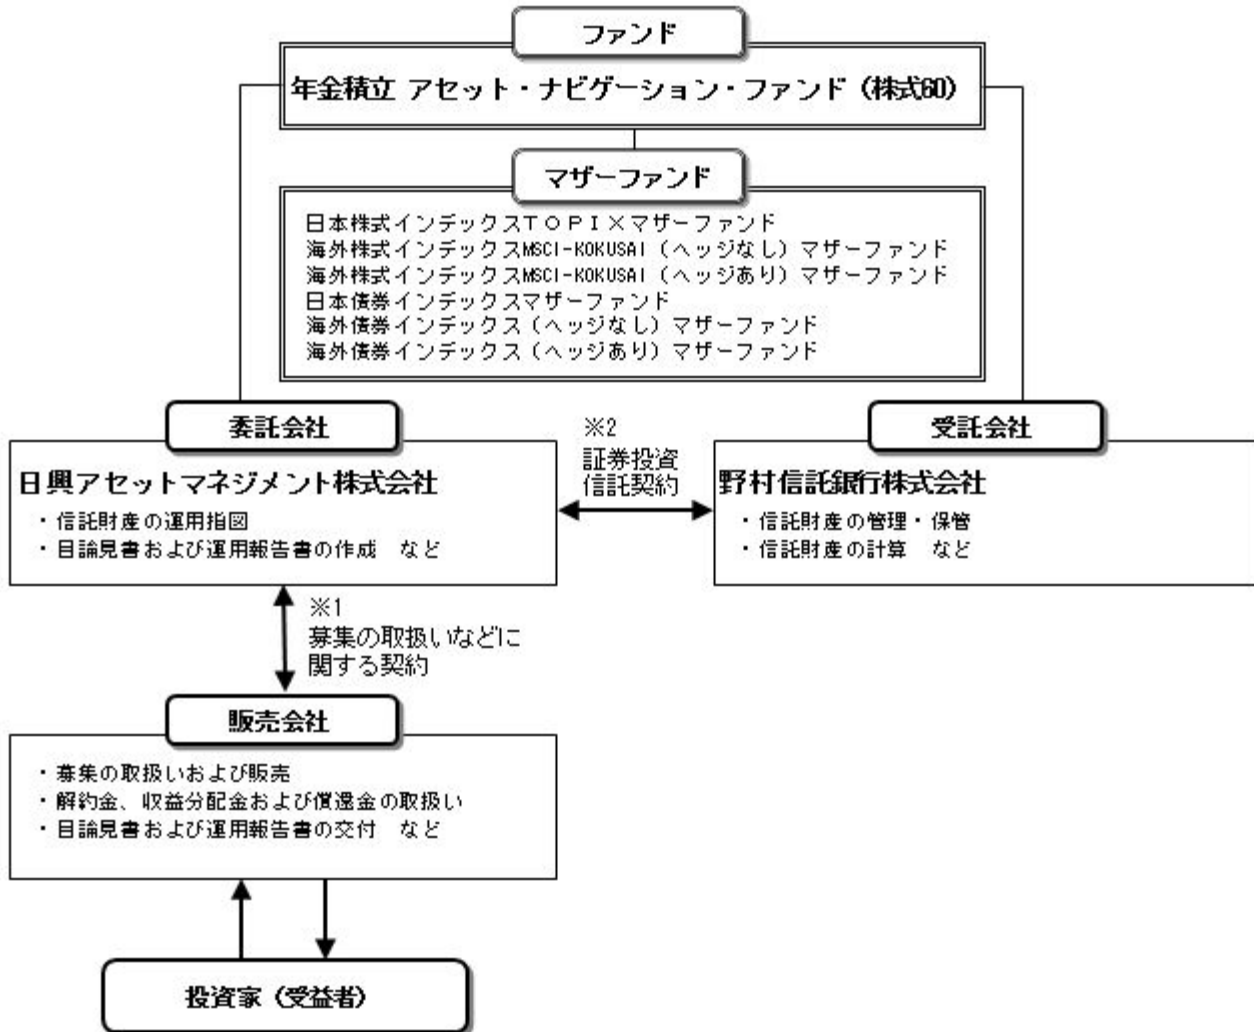 ファンド
年金積立 アセット・ナビゲーション・ファンド（株式60）
マザーファンド
日本株式インデックスＴＯＰＩＸマザーファンド
海外株式インデックスMSCI-KOKUSAI（ヘッジなし）マザーファンド
海外株式インデックスMSCI-KOKUSAI（ヘッジあり）マザーファンド
日本債券インデックスマザーファンド
海外債券インデックス（ヘッジなし）マザーファンド
海外債券インデックス（ヘッジあり）マザーファンド
委託会社
日興アセットマネジメント株式会社
・信託財産の運用指図
・目論見書および運用報告書の作成　など
※2
証券投資
信託契約
受託会社
野村信託銀行株式会社
・信託財産の管理・保管
・信託財産の計算　など
※1
募集の取扱いなどに
関する契約
販売会社
・募集の取扱いおよび販売
・解約金、収益分配金および償還金の取扱い
・目論見書および運用報告書の交付　など
投資家（受益者）